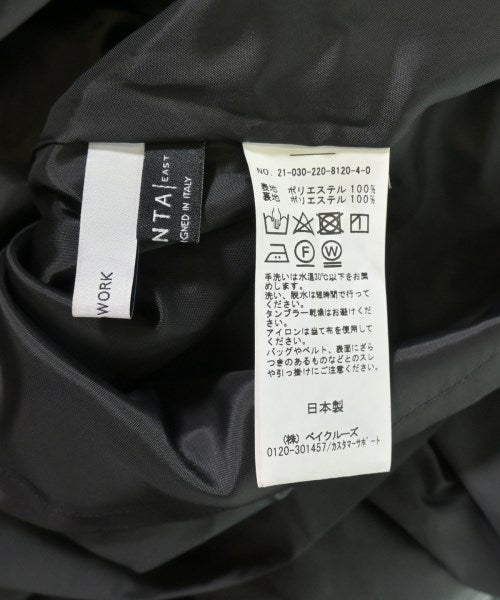 NO. 21-030-220-8120-4-0
表地 ポリエステル 100%
裏地 ポリエステル 100%
手洗いは水温30℃以下をお薦
めします。
洗い、脱水は短時間で行って
ください。
タンブラー乾燥はお避けくだ
さい。
アイロンは当て布を使用して
ください。
バッグやベルト、表面にざら
つきのあるものなどとのスレ
や引っ掛けにご注意ください。
日本製
(株) ベイクルーズ
0120-301457/カスタマーサポート
NTA EAST
IGNED IN ITALY
WORK